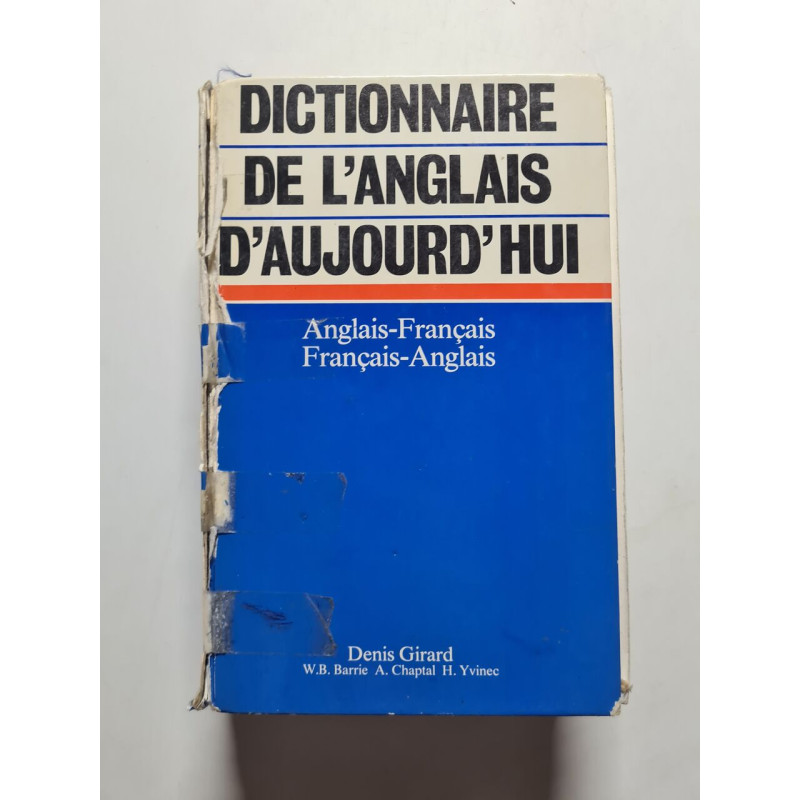 DICTIONNAIRE
DE L'ANGLAIS
D'AUJOURD'HUI
Anglais-Français
Français-Anglais
Denis Girard
W.B. Barrie A. Chaptal H. Yvinec